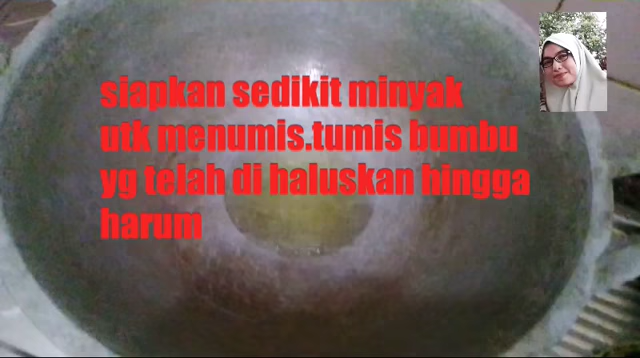 siapkan sedikit minyak
utk menumis.tumis bumbu
yg telah di haluskan hingga
harum